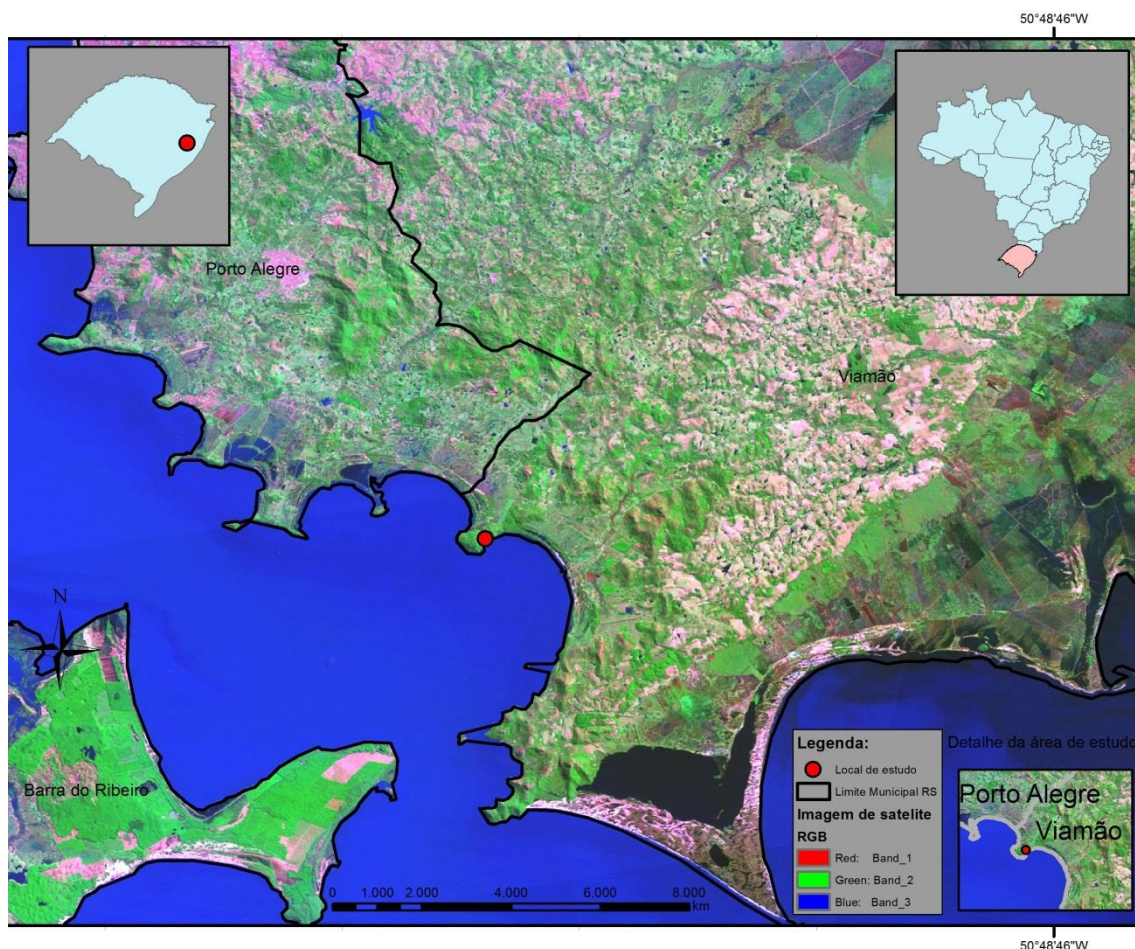 50°48'46"W
Porto Alegre
Viamão
N
Barra do Ribeiro
Legenda:
Local de estudo
Limite Municipal RS
Imagem de satelite
RGB
Red: Band_1
Green: Band_2
Blue: Band_3
Detalhe da área de estudo
Porto Alegre
Viamão
0 1.000 2.000 4.000 6.000 8.000
km
50°48'46"W